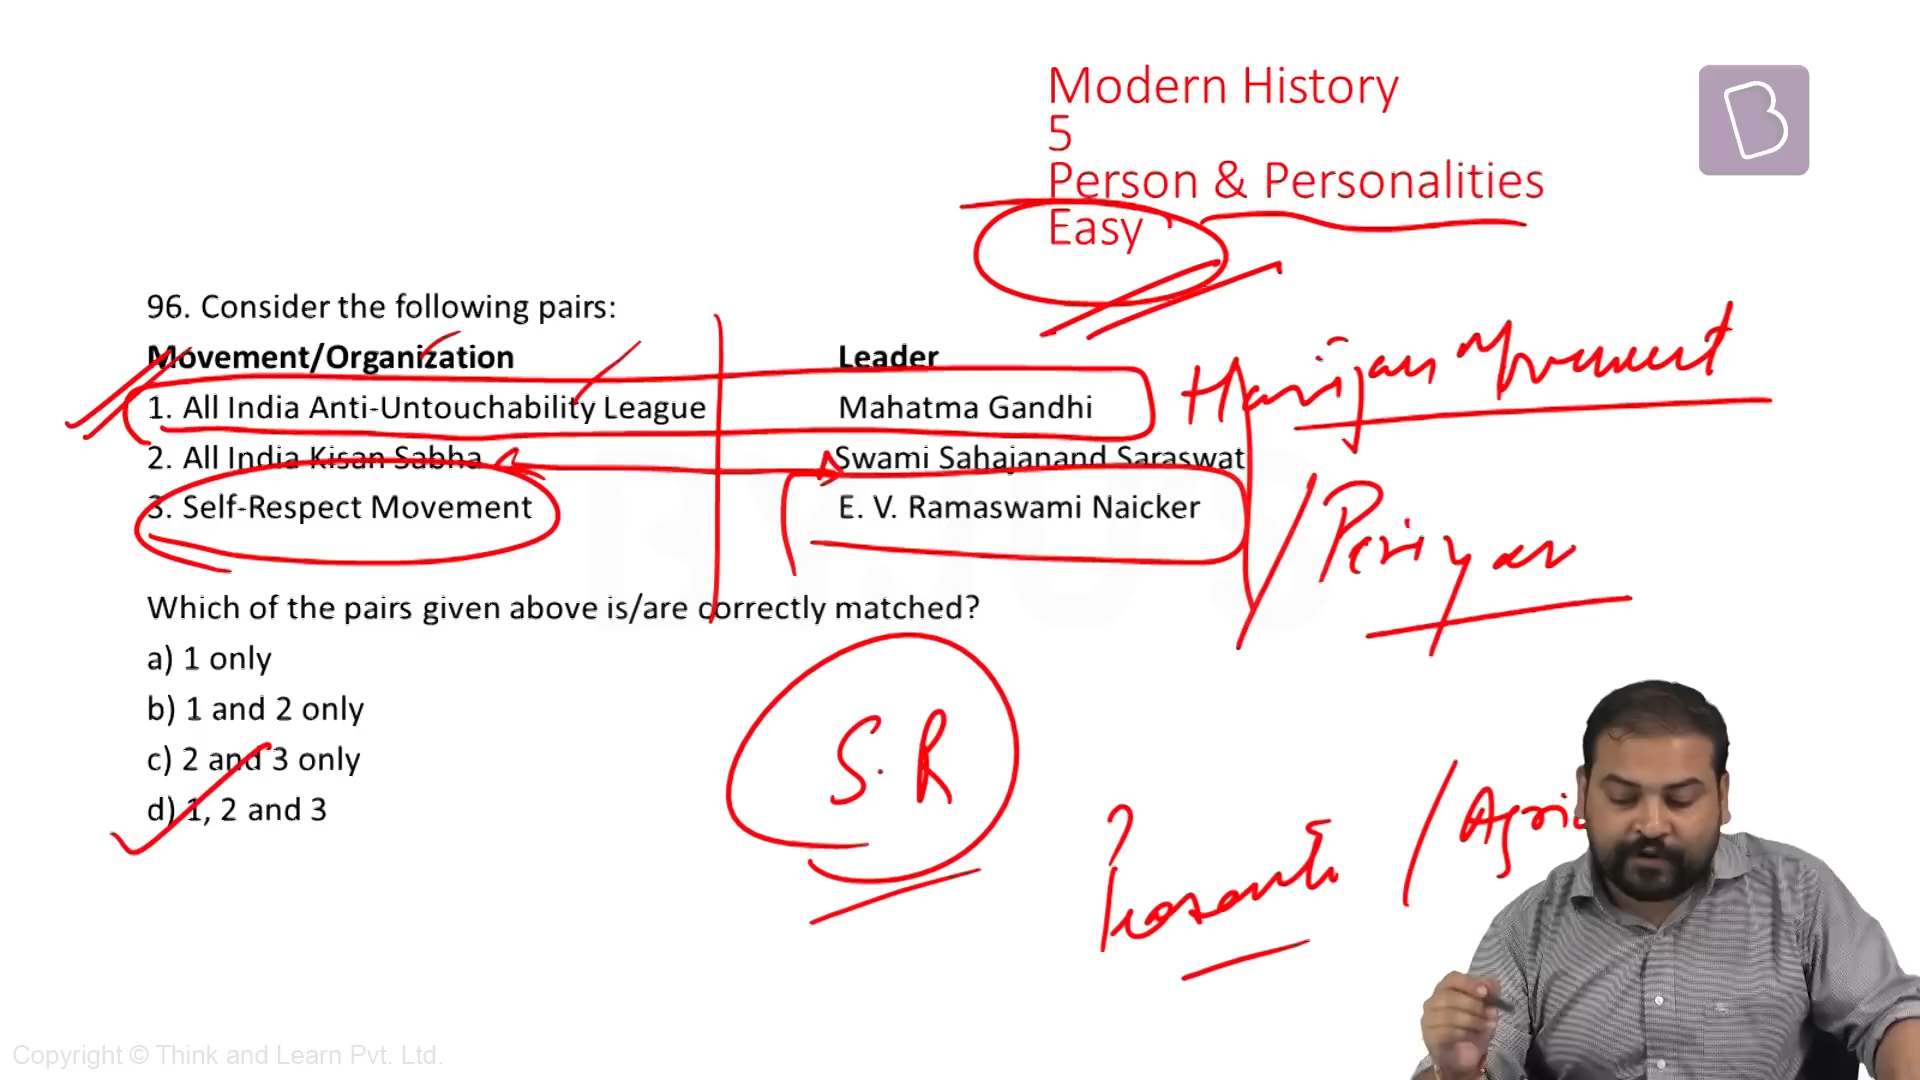 Modern History
5
Person & Personalities
Easy
96. Consider the following pairs:
Movement/Organization Leader
1. All India Anti-Untouchability League Mahatma Gandhi
2. All India Kisan Sabha Swami Sahajanand Saraswat
3. Self-Respect Movement E. V. Ramaswami Naicker
Harijan Movement
/ Periyar
Which of the pairs given above is/are correctly matched?
a) 1 only
b) 1 and 2 only
c) 2 and 3 only
d) 1, 2 and 3
S.R
/ Agri
B
BYJU'S
Copyright © Think and Learn Pvt. Ltd.